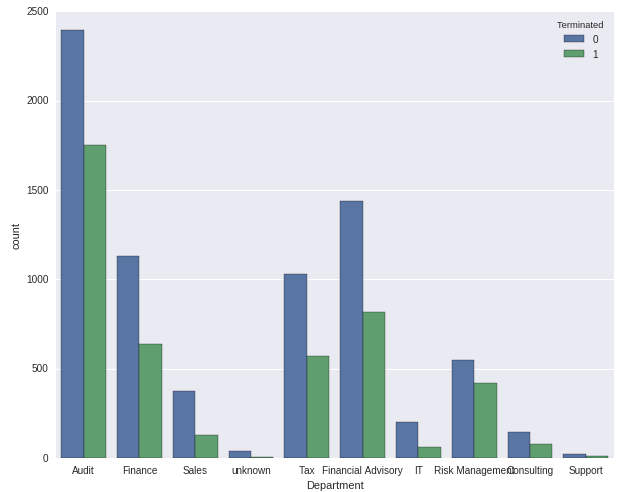 2500
2000
1500
1000
500
0
count
Terminated
0
1
Audit Finance Sales unknown Tax Financial Advisory IT Risk Management Consulting Support
Department